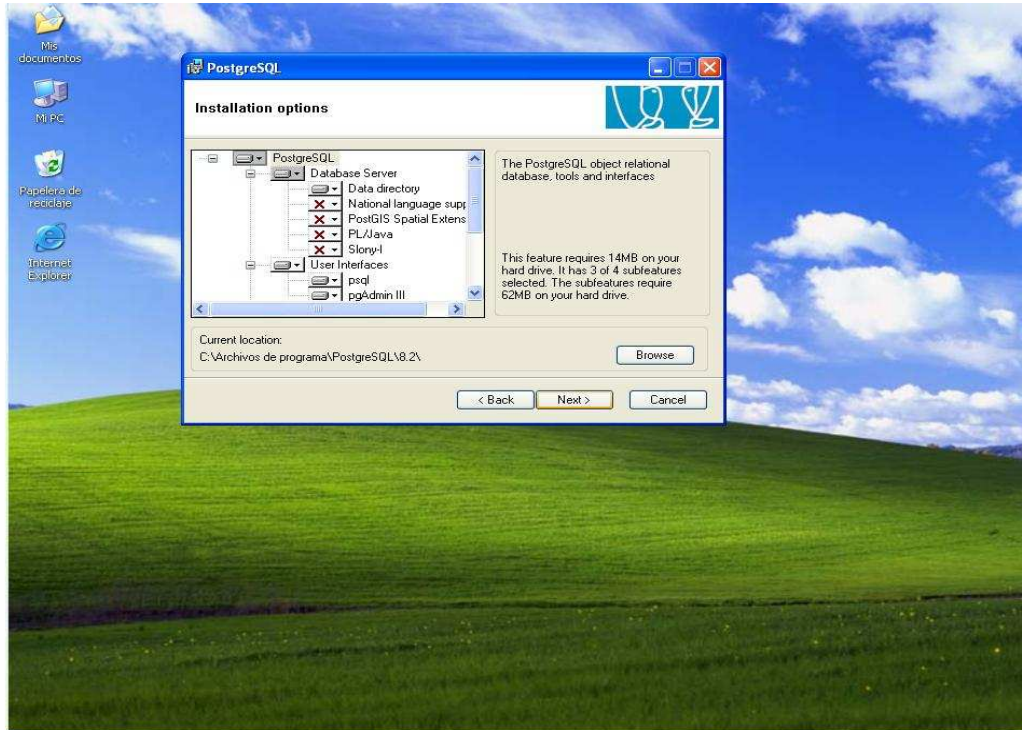 Mis
documentos
Mi PC
Papelera de
reciclaje
Internet
Explorer
PostgreSQL
Installation options
PostgreSQL
Database Server
Data directory
National language supp
PostGIS Spatial Extens
PL/Java
Slony-I
User Interfaces
psql
pgAdmin III
The PostgreSQL object relational
database, tools and interfaces
This feature requires 14MB on your
hard drive. It has 3 of 4 subfeatures
selected. The subfeatures require
62MB on your hard drive.
Current location:
C:\Archivos de programa\PostgreSQL\8.2\
Browse
< Back
Next >
Cancel